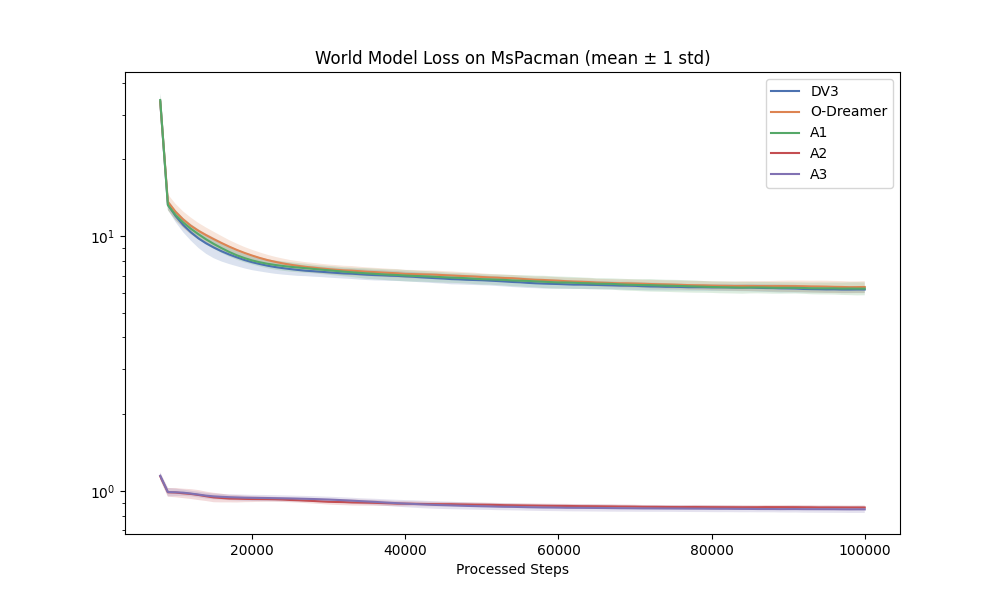 World Model Loss on MsPacman (mean ± 1 std)
DV3
O-Dreamer
A1
A2
A3
10¹
10⁰
20000 40000 60000 80000 100000
Processed Steps